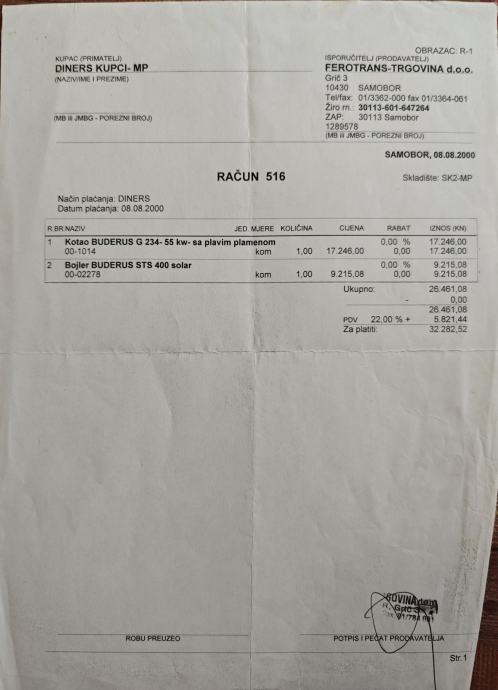 OBRAZAC: R-1
KUPAC (PRIMATELJ)
DINERS KUPCI- MP
(NAZIV/IME I PREZIME)
(MB ili JMBG - POREZNI BROJ)
ISPORUČITELJ (PRODAVATELJ)
FEROTRANS-TRGOVINA d.o.o.
Grič 3
10430 SAMOBOR
Tel/fax: 01/3362-000 fax 01/3364-061
Žiro rn.: 30113-601-647264
ZAP: 30113 Samobor
1289578
(MB ili JMBG - POREZNI BROJ)
SAMOBOR, 08.08.2000
RAČUN 516
Skladište: SK2-MP
Način plaćanja: DINERS
Datum plaćanja: 08.08.2000
R.BR.NAZIV JED. MJERE KOLIČINA CIJENA RABAT IZNOS (KN)
1 Kotao BUDERUS G 234- 55 kw- sa plavim plamenom 0,00 % 17.246,00
00-1014 kom 1,00 17.246,00 0,00 17.246,00
2 Bojler BUDERUS STS 400 solar 0,00 % 9.215,08
00-02278 kom 1,00 9.215,08 0,00 9.215,08
Ukupno: 26.461,08
- 0,00
26.461,08
PDV 22,00 % + 5.821,44
Za platiti: 32.282,52
ROBU PREUZEO
POTPIS I PEČAT PRODAVATELJA
Str.1